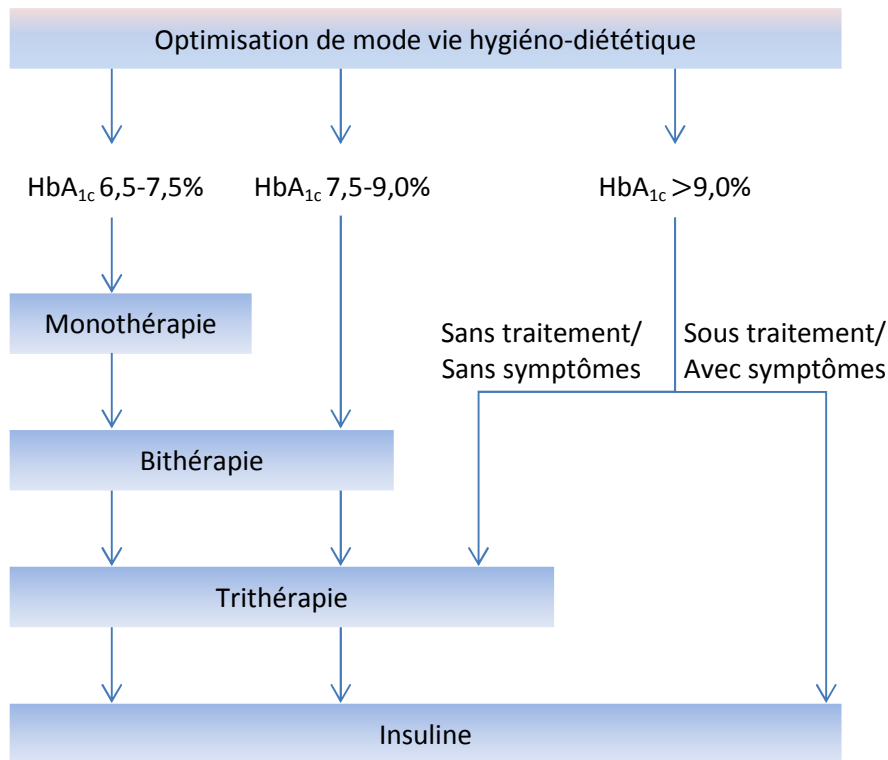 Optimisation de mode vie hygiéno-diététique
HbA1c 6,5-7,5%
HbA1c 7,5-9,0%
HbA1c >9,0%
Monothérapie
Sans traitement/
Sans symptômes
Sous traitement/
Avec symptômes
Bithérapie
Trithérapie
Insuline